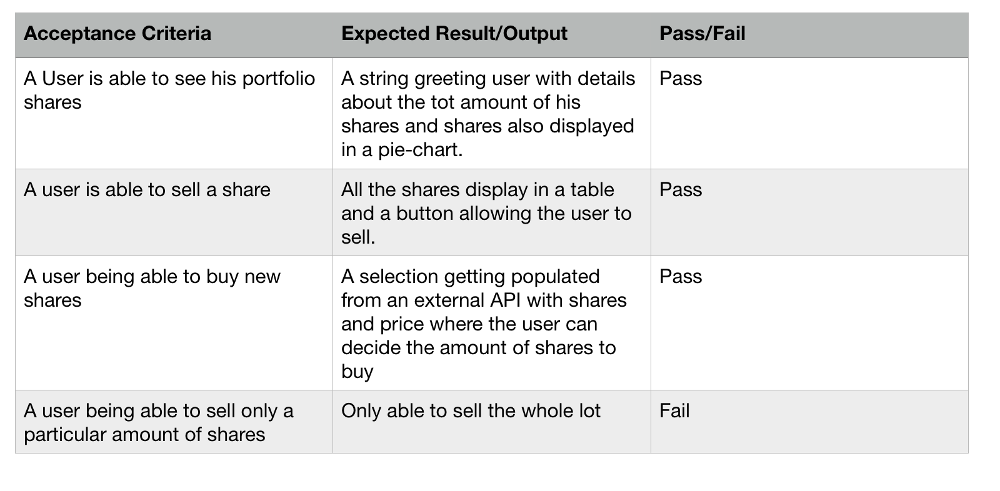 Acceptance Criteria
Expected Result/Output
Pass/Fail
A User is able to see his portfolio
shares
A string greeting user with details
about the tot amount of his
shares and shares also displayed
in a pie-chart.
Pass
A user is able to sell a share
All the shares display in a table
and a button allowing the user to
sell.
Pass
A user being able to buy new
shares
A selection getting populated
from an external API with shares
and price where the user can
decide the amount of shares to
buy
Pass
A user being able to sell only a
particular amount of shares
Only able to sell the whole lot
Fail